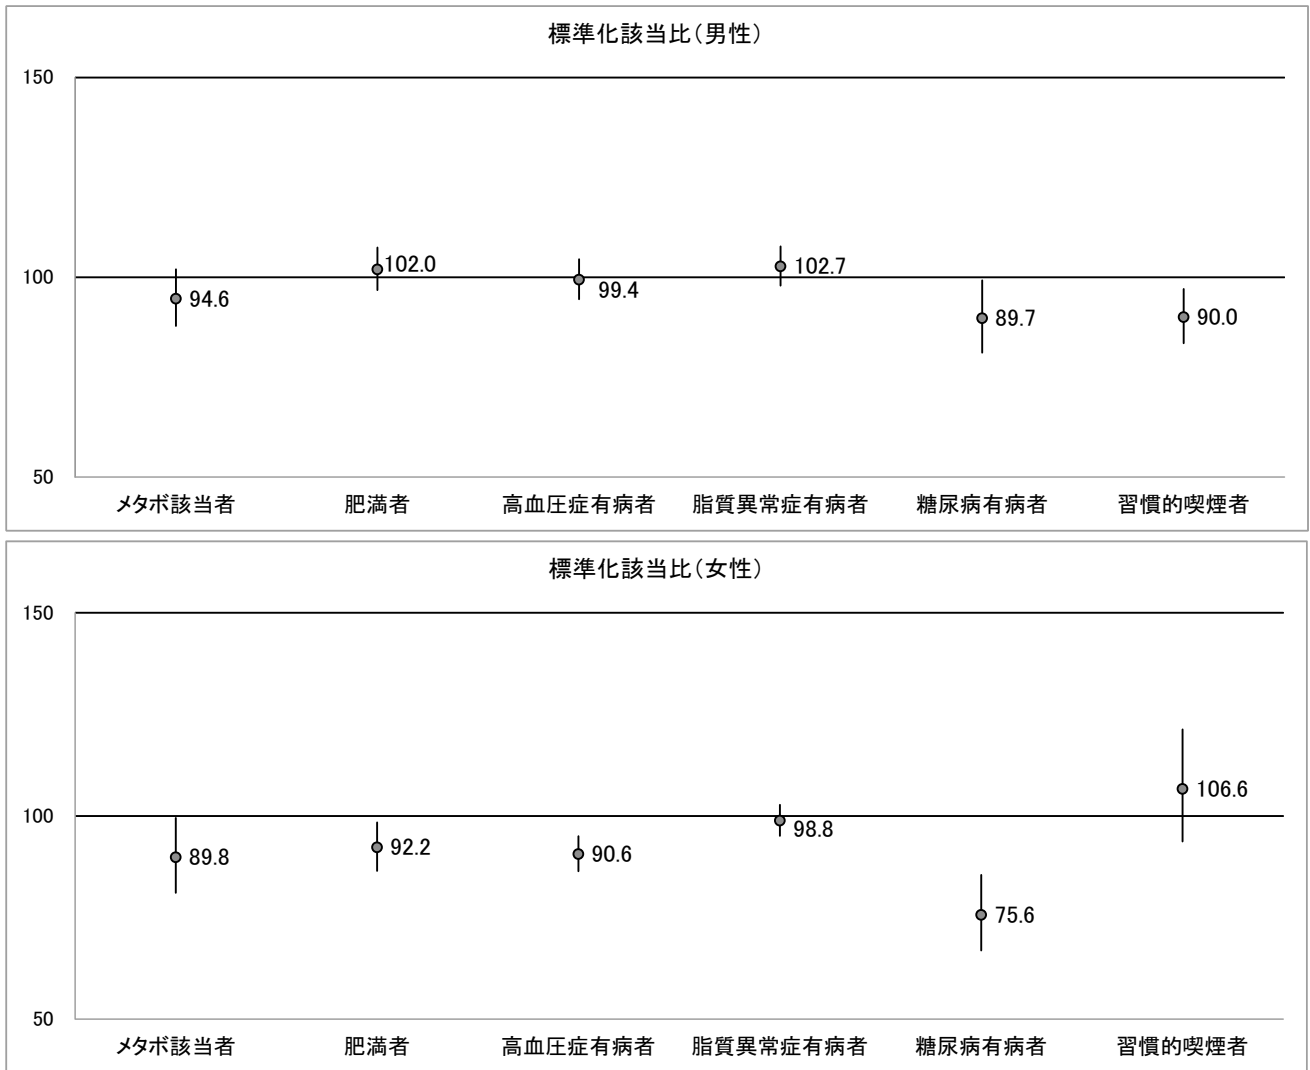 標準化該当比(男性)
150
100
50
94.6
102.0
99.4
102.7
89.7
90.0
メタボ該当者
肥満者
高血圧症有病者
脂質異常症有病者
糖尿病有病者
習慣的喫煙者
標準化該当比(女性)
150
100
50
89.8
92.2
90.6
98.8
75.6
106.6
メタボ該当者
肥満者
高血圧症有病者
脂質異常症有病者
糖尿病有病者
習慣的喫煙者